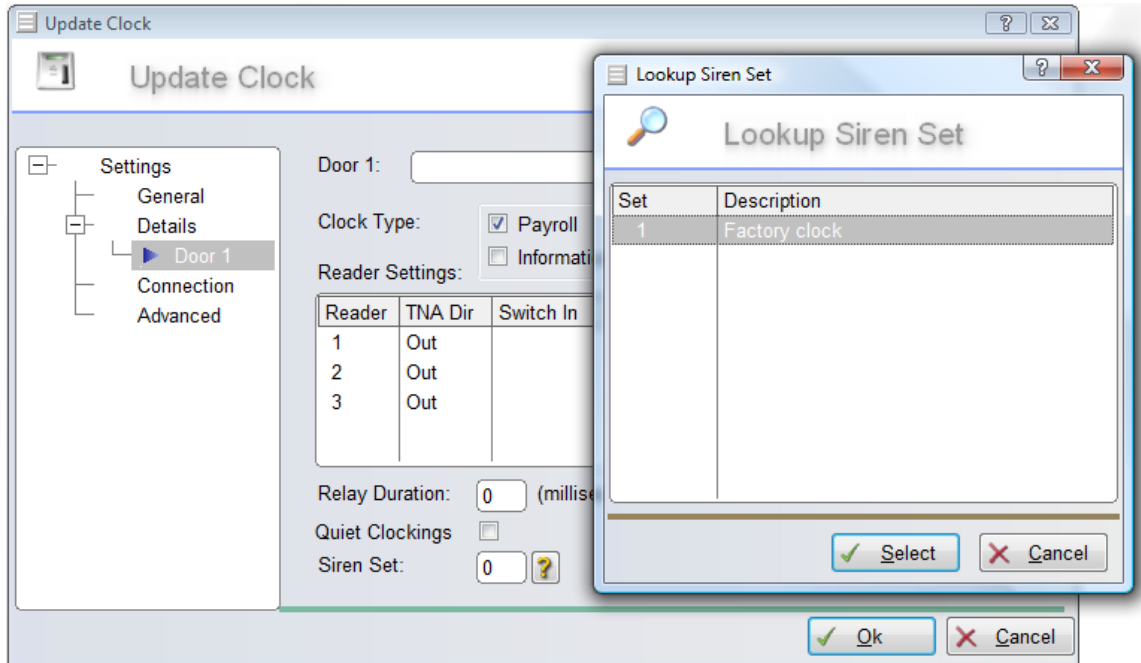 Update Clock
Update Clock
Settings
General
Details
Door 1
Connection
Advanced
Door 1:
Clock Type: Payroll
Informati
Reader Settings:
Reader TNA Dir Switch In
1 Out
2 Out
3 Out
Relay Duration: 0 (millise
Quiet Clockings
Siren Set: 0
Ok Cancel
Lookup Siren Set
Lookup Siren Set
Set Description
1 Factory clock
Select Cancel